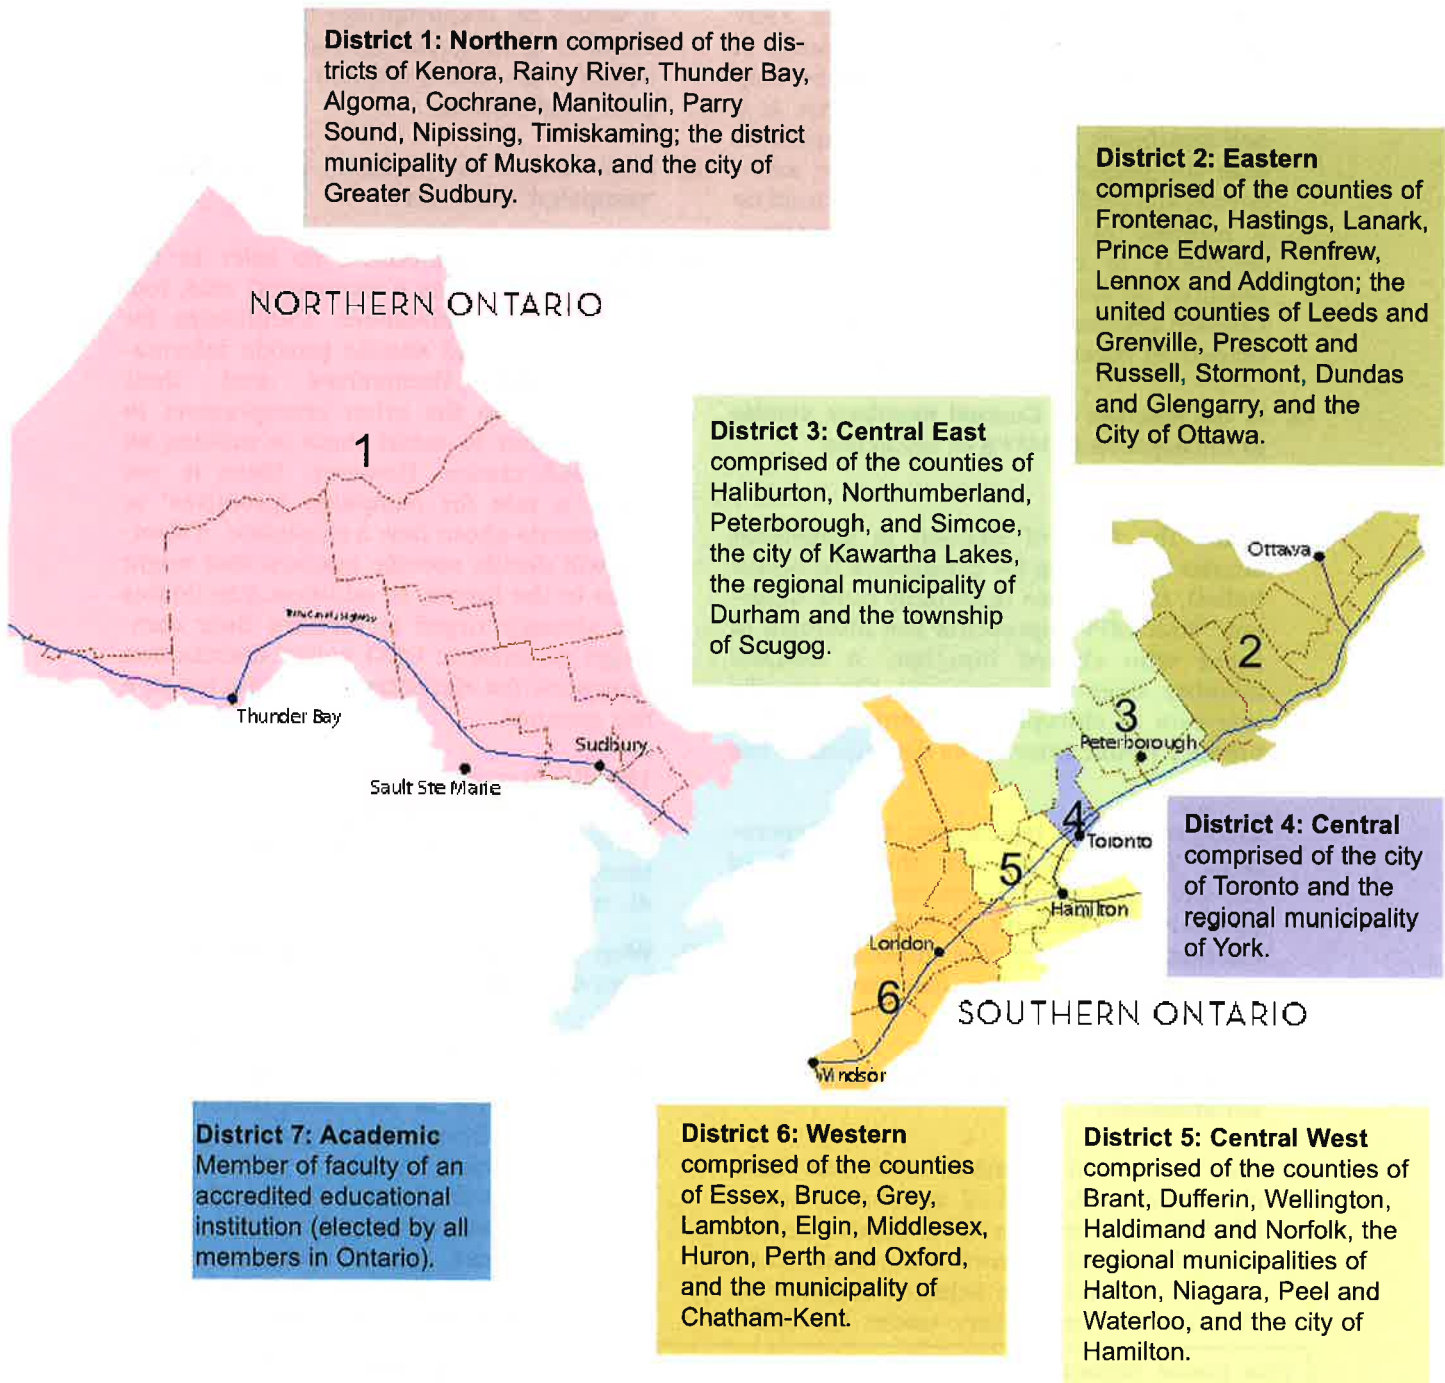 District 1: Northern comprised of the dis-
tricts of Kenora, Rainy River, Thunder Bay,
Algoma, Cochrane, Manitoulin, Parry
Sound, Nipissing, Timiskaming; the district
municipality of Muskoka, and the city of
Greater Sudbury.
District 2: Eastern
comprised of the counties of
Frontenac, Hastings, Lanark,
Prince Edward, Renfrew,
Lennox and Addington; the
united counties of Leeds and
Grenville, Prescott and
Russell, Stormont, Dundas
and Glengarry, and the
City of Ottawa.
NORTHERN ONTARIO
1
District 3: Central East
comprised of the counties of
Haliburton, Northumberland,
Peterborough, and Simcoe,
the city of Kawartha Lakes,
the regional municipality of
Durham and the township
of Scugog.
Ottawa
2
Thunder Bay
Sudbury
Sault Ste Marie
3
Peterborough
4
Toronto
5
Hamilton
London
6
Windsor
SOUTHERN ONTARIO
District 4: Central
comprised of the city
of Toronto and the
regional municipality
of York.
District 7: Academic
Member of faculty of an
accredited educational
institution (elected by all
members in Ontario).
District 6: Western
comprised of the counties
of Essex, Bruce, Grey,
Lambton, Elgin, Middlesex,
Huron, Perth and Oxford,
and the municipality of
Chatham-Kent.
District 5: Central West
comprised of the counties of
Brant, Dufferin, Wellington,
Haldimand and Norfolk, the
regional municipalities of
Halton, Niagara, Peel and
Waterloo, and the city of
Hamilton.